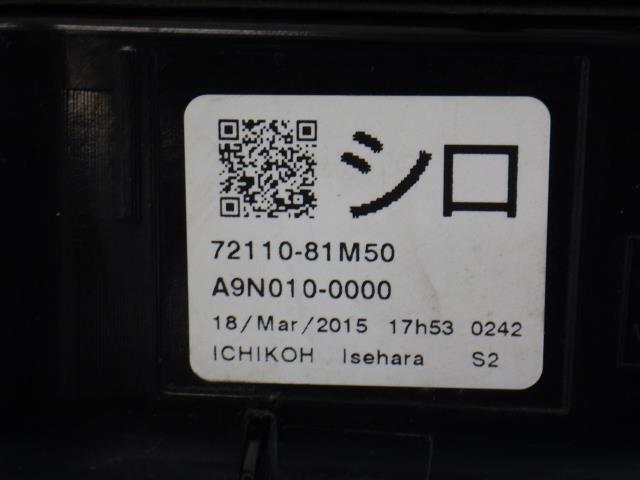 シロ
72110-81M50
A9N010-0000
18/Mar/2015 17h53 0242
ICHIKOH Isehara S2